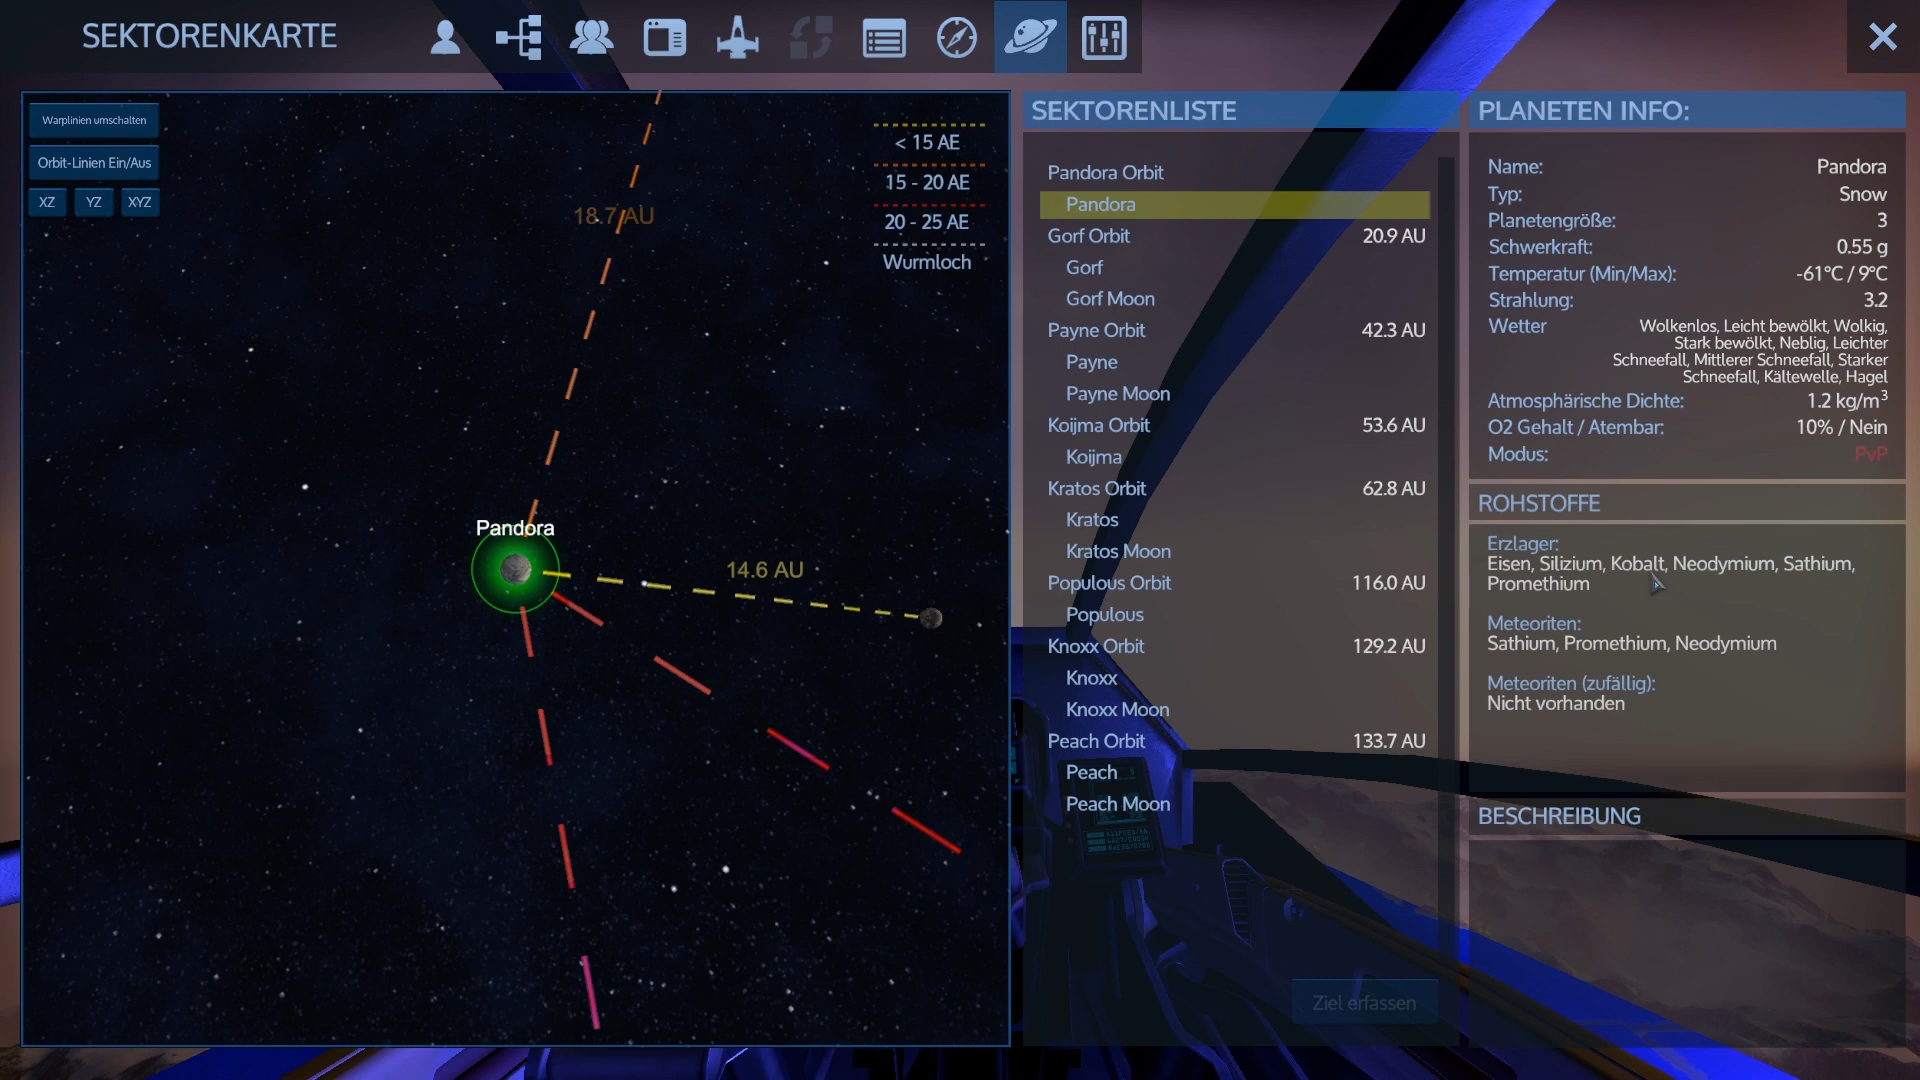 SEKTORENKARTE
Warplinien umschalten
Orbit-Linien Ein/Aus
XZ YZ XYZ
< 15 AE
15 - 20 AE
20 - 25 AE
Wurmloch
18.7 AU
Pandora
14.6 AU
SEKTORENLISTE
Pandora Orbit
Pandora
Gorf Orbit 20.9 AU
Gorf
Gorf Moon
Payne Orbit 42.3 AU
Payne
Payne Moon
Koijma Orbit 53.6 AU
Koijma
Kratos Orbit 62.8 AU
Kratos
Kratos Moon
Populous Orbit 116.0 AU
Populous
Knoxx Orbit 129.2 AU
Knoxx
Knoxx Moon
Peach Orbit 133.7 AU
Peach
Peach Moon
Ziel erfassen
PLANETEN INFO:
Name: Pandora
Typ: Snow
Planetengröße: 3
Schwerkraft: 0.55 g
Temperatur (Min/Max): -61°C / 9°C
Strahlung: 3.2
Wetter Wolkenlos, Leicht bewölkt, Wolkig,
Stark bewölkt, Neblig, Leichter
Schneefall, Mittlerer Schneefall, Starker
Schneefall, Kältewelle, Hagel
Atmosphärische Dichte: 1.2 kg/m³
O2 Gehalt / Atembar: 10% / Nein
Modus: PvP
ROHSTOFFE
Erzlager:
Eisen, Silizium, Kobalt, Neodymium, Sathium,
Promethium
Meteoriten:
Sathium, Promethium, Neodymium
Meteoriten (zufällig):
Nicht vorhanden
BESCHREIBUNG